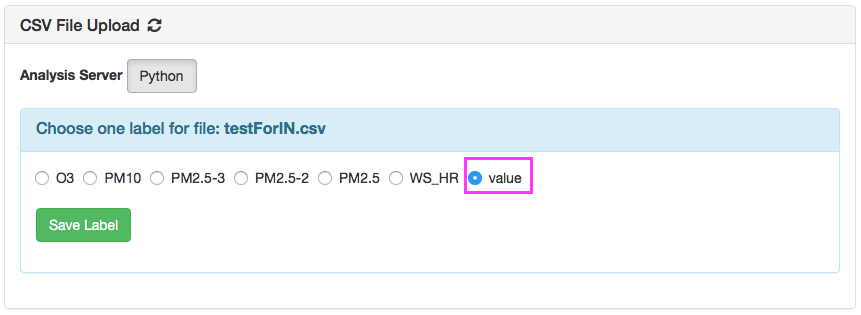 CSV File Upload
Analysis Server Python
Choose one label for file: testForIN.csv
O3 PM10 PM2.5-3 PM2.5-2 PM2.5 WS_HR value
Save Label